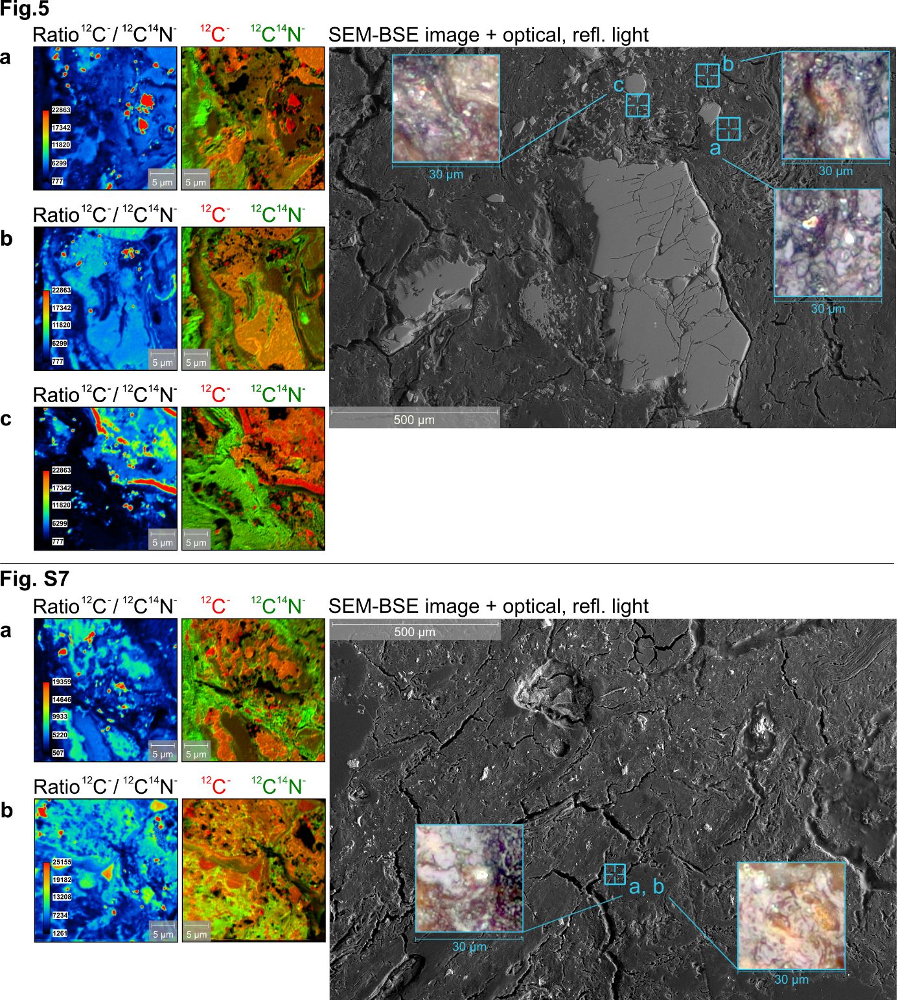 Fig.5
Ratio ¹²C⁻/ ¹²C¹⁴N⁻ ¹²C⁻ ¹²C¹⁴N⁻ SEM-BSE image + optical, refl. light
a
22863
17342
11820
6299
777
5 µm
5 µm
Ratio ¹²C⁻/ ¹²C¹⁴N⁻ ¹²C⁻ ¹²C¹⁴N⁻
b
22863
17342
11820
6299
777
5 µm
5 µm
Ratio ¹²C⁻/ ¹²C¹⁴N⁻ ¹²C⁻ ¹²C¹⁴N⁻
c
22863
17342
11820
6299
777
5 µm
5 µm
b
c
a
30 µm
30 µm
30 µm
500 µm
Fig. S7
Ratio ¹²C⁻/ ¹²C¹⁴N⁻ ¹²C⁻ ¹²C¹⁴N⁻ SEM-BSE image + optical, refl. light
a
19359
14646
9933
5220
507
5 µm
5 µm
Ratio ¹²C⁻/ ¹²C¹⁴N⁻ ¹²C⁻ ¹²C¹⁴N⁻
b
25155
19182
13208
7234
1261
5 µm
5 µm
500 µm
a, b
30 µm
30 µm